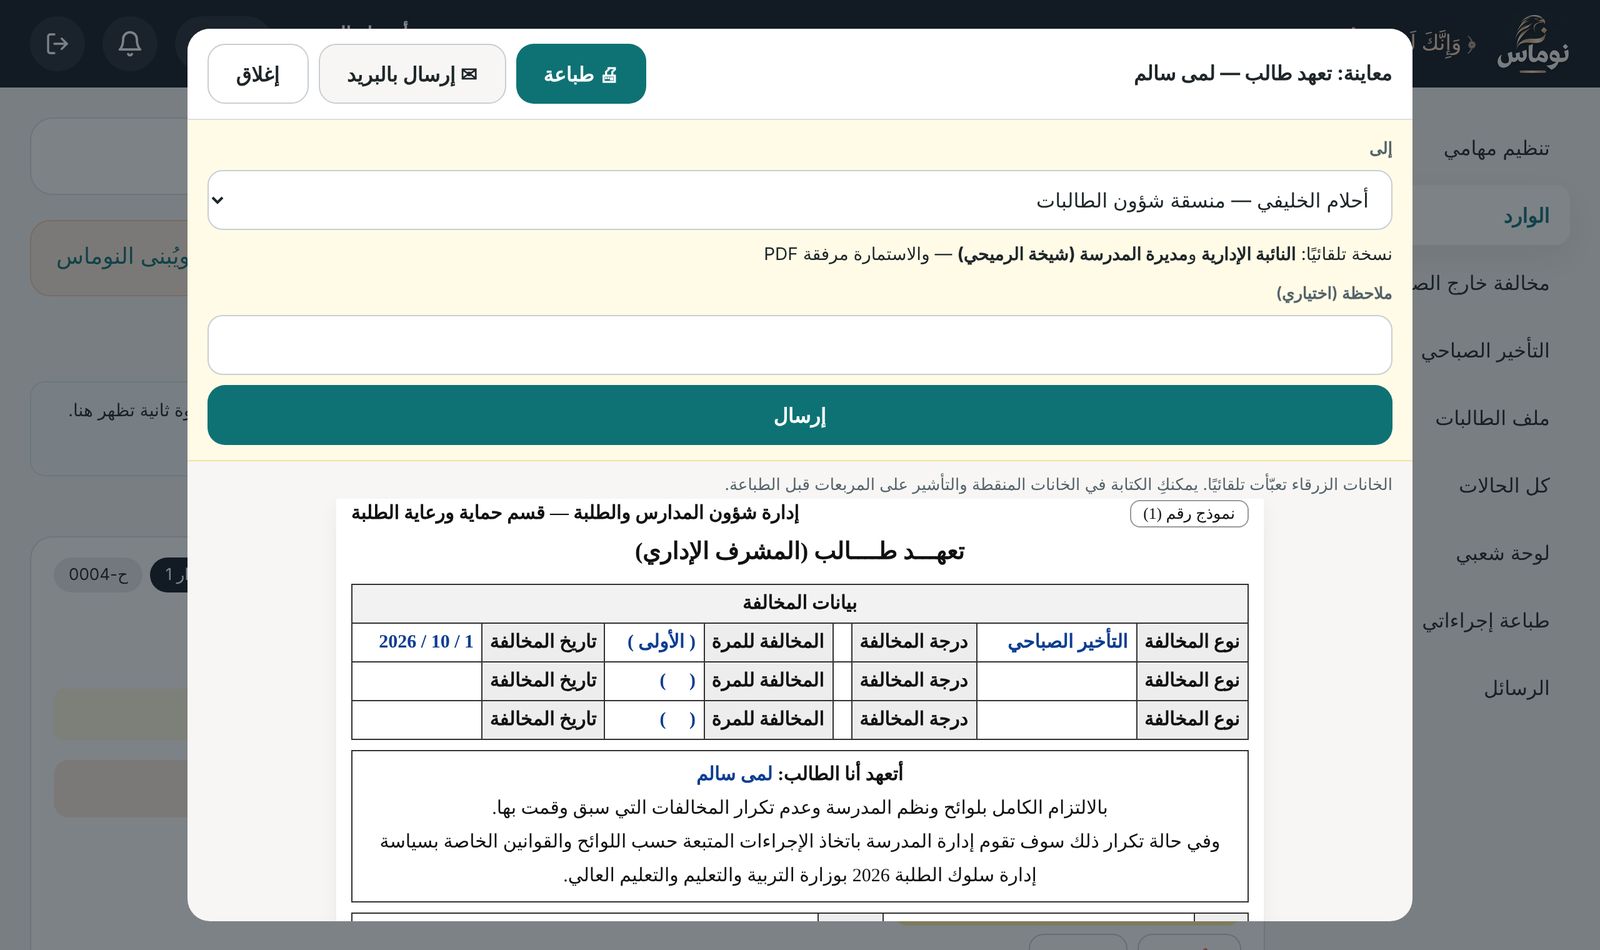 نوماس
﴿ وَإِنَّكَ
معاينة: تعهد طالب — لمى سالم
🖨 طباعة
✉ إرسال بالبريد
إغلاق
إلى
أحلام الخليفي — منسقة شؤون الطالبات
نسخة تلقائيًا: النائبة الإدارية ومديرة المدرسة (شيخة الرميحي) — والاستمارة مرفقة PDF
ملاحظة (اختياري)
إرسال
الخانات الزرقاء تعبّأت تلقائيًا. يمكنكِ الكتابة في الخانات المنقطة والتأشير على المربعات قبل الطباعة.
نموذج رقم (1)
إدارة شؤون المدارس والطلبة — قسم حماية ورعاية الطلبة
تعهـــد طــــالب (المشرف الإداري)
بيانات المخالفة
نوع المخالفة التأخير الصباحي درجة المخالفة المخالفة للمرة ( الأولى ) تاريخ المخالفة 1 / 10 / 2026
نوع المخالفة درجة المخالفة المخالفة للمرة ( ) تاريخ المخالفة
نوع المخالفة درجة المخالفة المخالفة للمرة ( ) تاريخ المخالفة
أتعهد أنا الطالب: لمى سالم
بالالتزام الكامل بلوائح ونظم المدرسة وعدم تكرار المخالفات التي سبق وقمت بها.
وفي حالة تكرار ذلك سوف تقوم إدارة المدرسة باتخاذ الإجراءات المتبعة حسب اللوائح والقوانين الخاصة بسياسة
إدارة سلوك الطلبة 2026 بوزارة التربية والتعليم والتعليم العالي.
تنظيم مهامي
الوارد
مخالفة خارج
التأخير الصباحي
ملف الطالبات
كل الحالات
لوحة شعبي
طباعة إجراءاتي
الرسائل
ويُبنى النوماس
ثانية تظهر هنا.
1
ح-0004